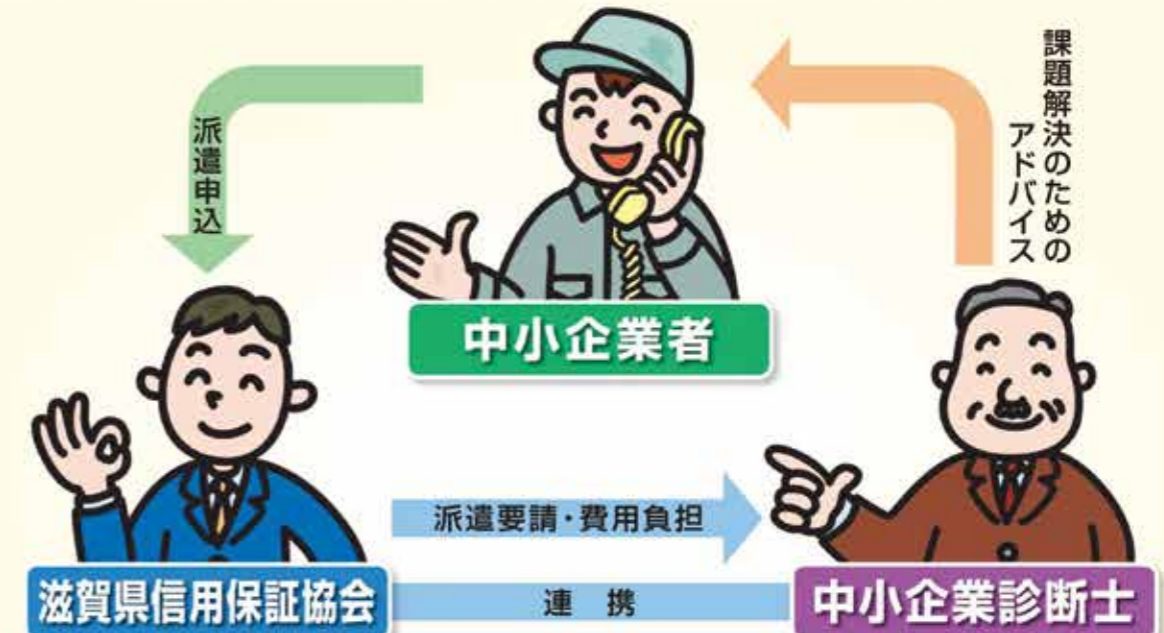 課題解決のための
アドバイス
派遣申込
中小企業者
派遣要請・費用負担
滋賀県信用保証協会
連携
中小企業診断士